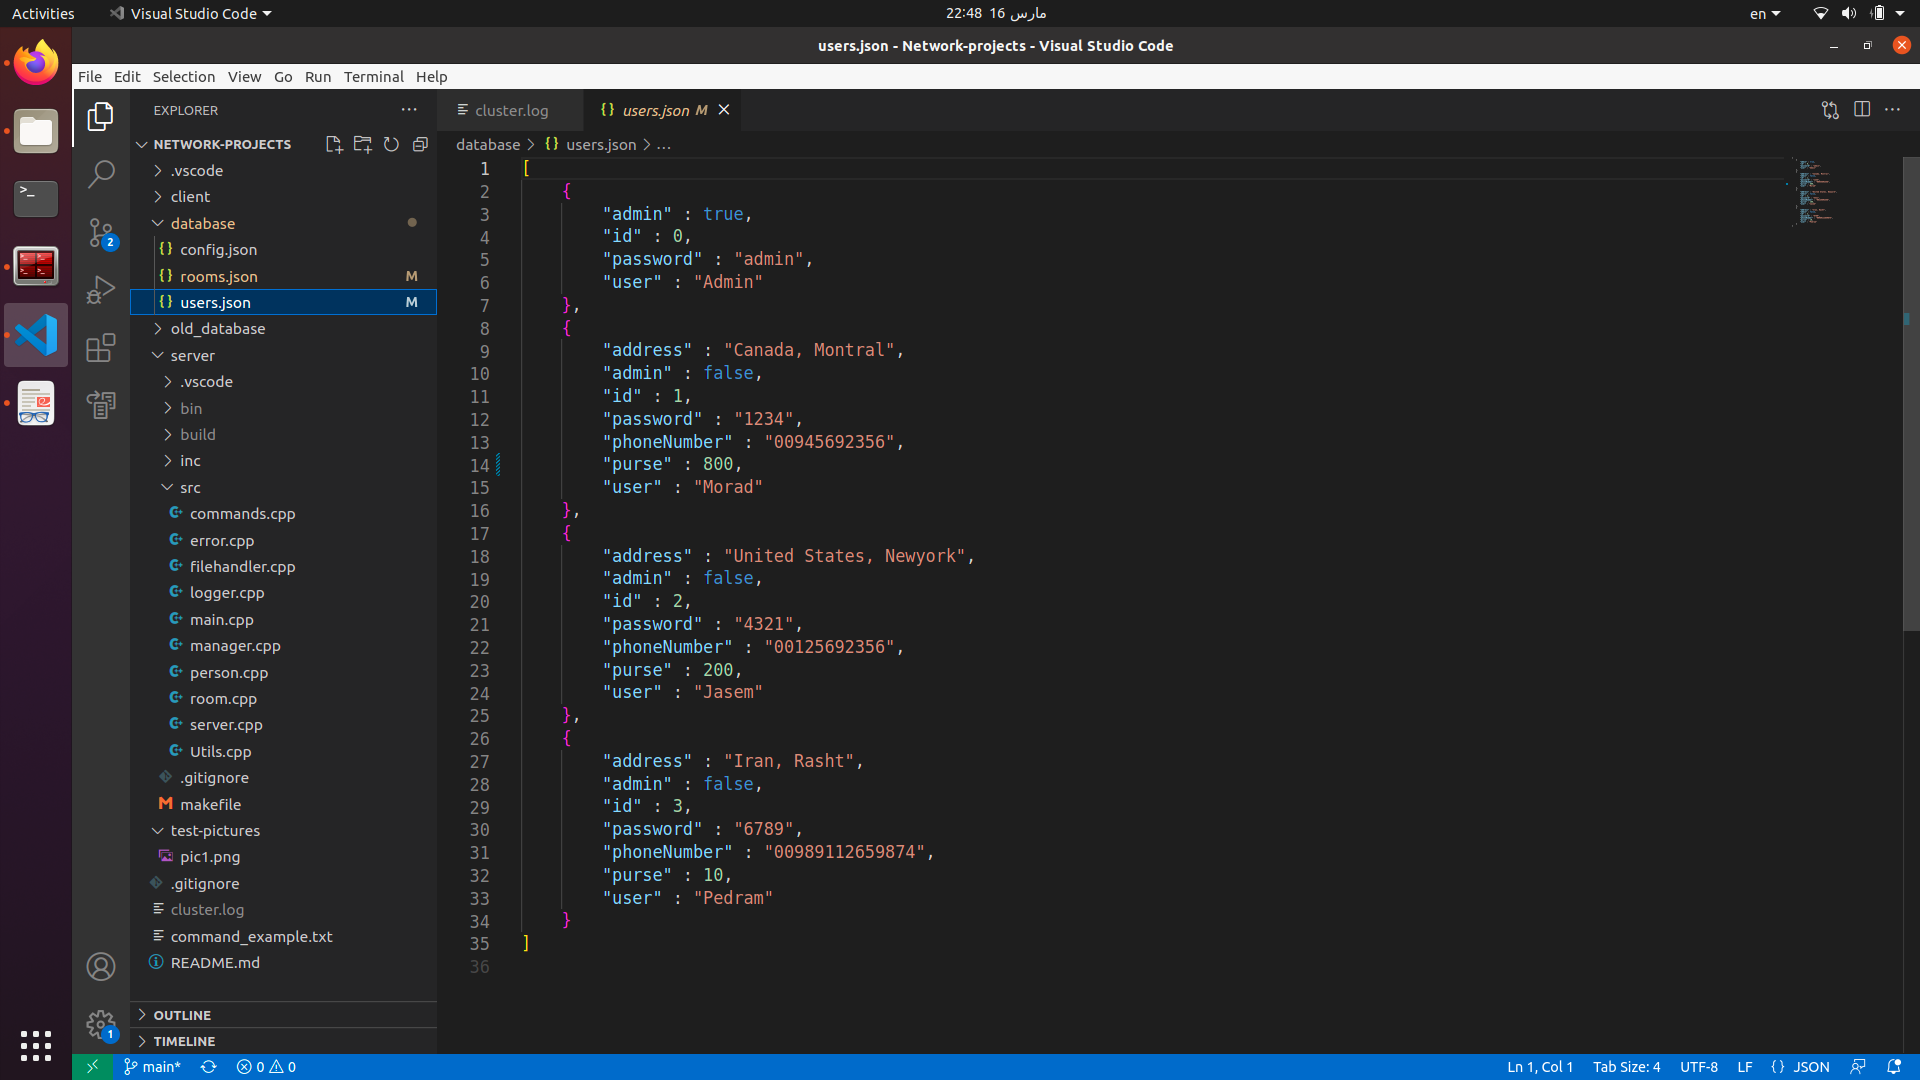 Activities
Visual Studio Code
22:48 16 مارس
en
users.json - Network-projects - Visual Studio Code
File Edit Selection View Go Run Terminal Help
EXPLORER
NETWORK-PROJECTS
.vscode
client
database
config.json
rooms.json M
users.json M
old_database
server
.vscode
bin
build
inc
src
commands.cpp
error.cpp
filehandler.cpp
logger.cpp
main.cpp
manager.cpp
person.cpp
room.cpp
server.cpp
Utils.cpp
.gitignore
makefile
test-pictures
pic1.png
.gitignore
cluster.log
command_example.txt
README.md
OUTLINE
TIMELINE
2
1
cluster.log
users.json M
database > {} users.json > ...
1 [
2 {
3 "admin" : true,
4 "id" : 0,
5 "password" : "admin",
6 "user" : "Admin"
7 },
8 {
9 "address" : "Canada, Montral",
10 "admin" : false,
11 "id" : 1,
12 "password" : "1234",
13 "phoneNumber" : "00945692356",
14 "purse" : 800,
15 "user" : "Morad"
16 },
17 {
18 "address" : "United States, Newyork",
19 "admin" : false,
20 "id" : 2,
21 "password" : "4321",
22 "phoneNumber" : "00125692356",
23 "purse" : 200,
24 "user" : "Jasem"
25 },
26 {
27 "address" : "Iran, Rasht",
28 "admin" : false,
29 "id" : 3,
30 "password" : "6789",
31 "phoneNumber" : "00989112659874",
32 "purse" : 10,
33 "user" : "Pedram"
34 }
35 ]
36
main* 0 0 Ln 1, Col 1 Tab Size: 4 UTF-8 LF {} JSON